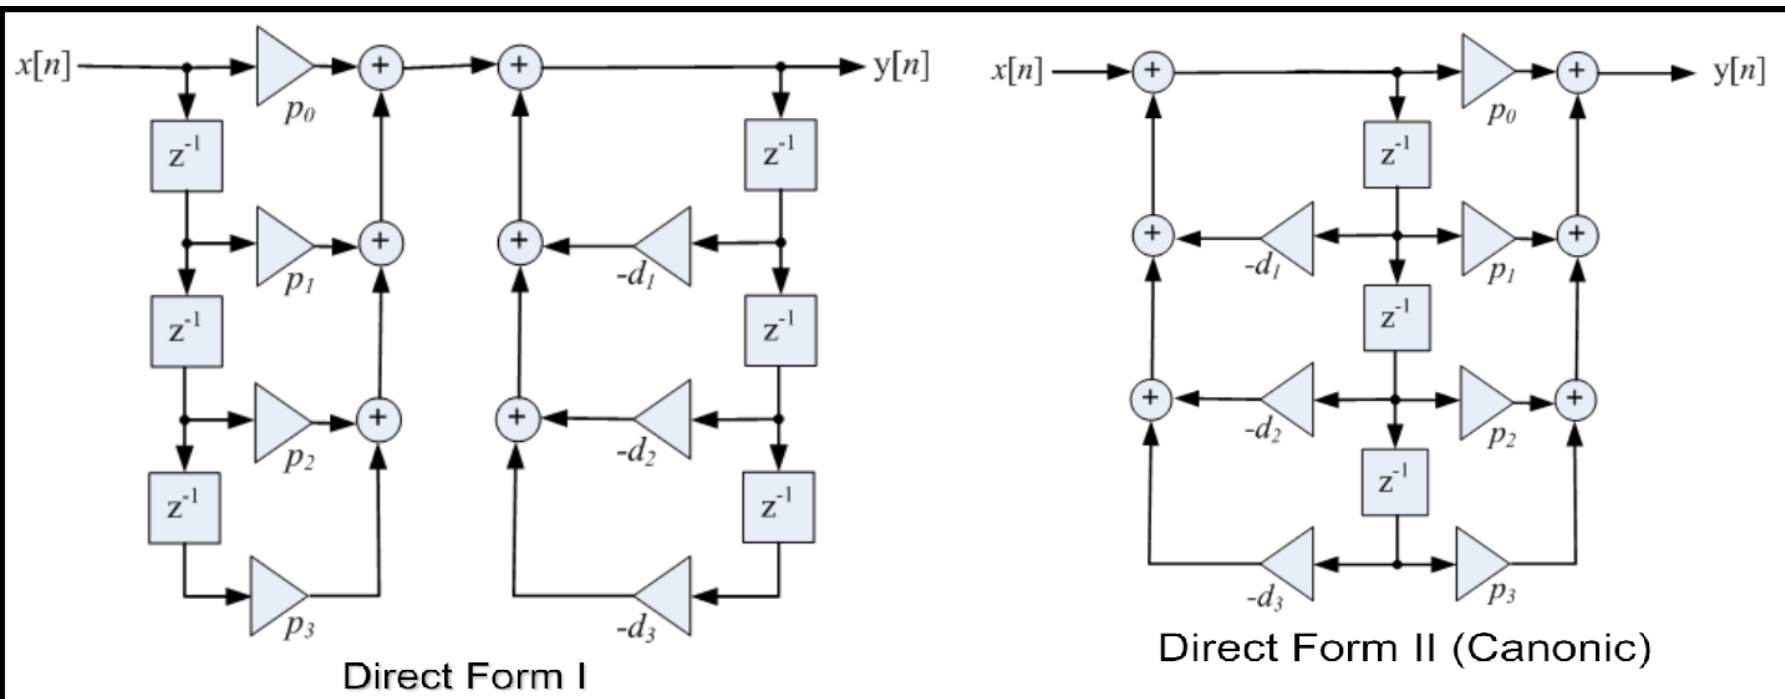 x[n]
p0
y[n]
z-1
z-1
p1
-d1
z-1
z-1
p2
-d2
z-1
z-1
p3
-d3
Direct Form I
x[n]
p0
y[n]
z-1
-d1
p1
z-1
-d2
p2
z-1
-d3
p3
Direct Form II (Canonic)